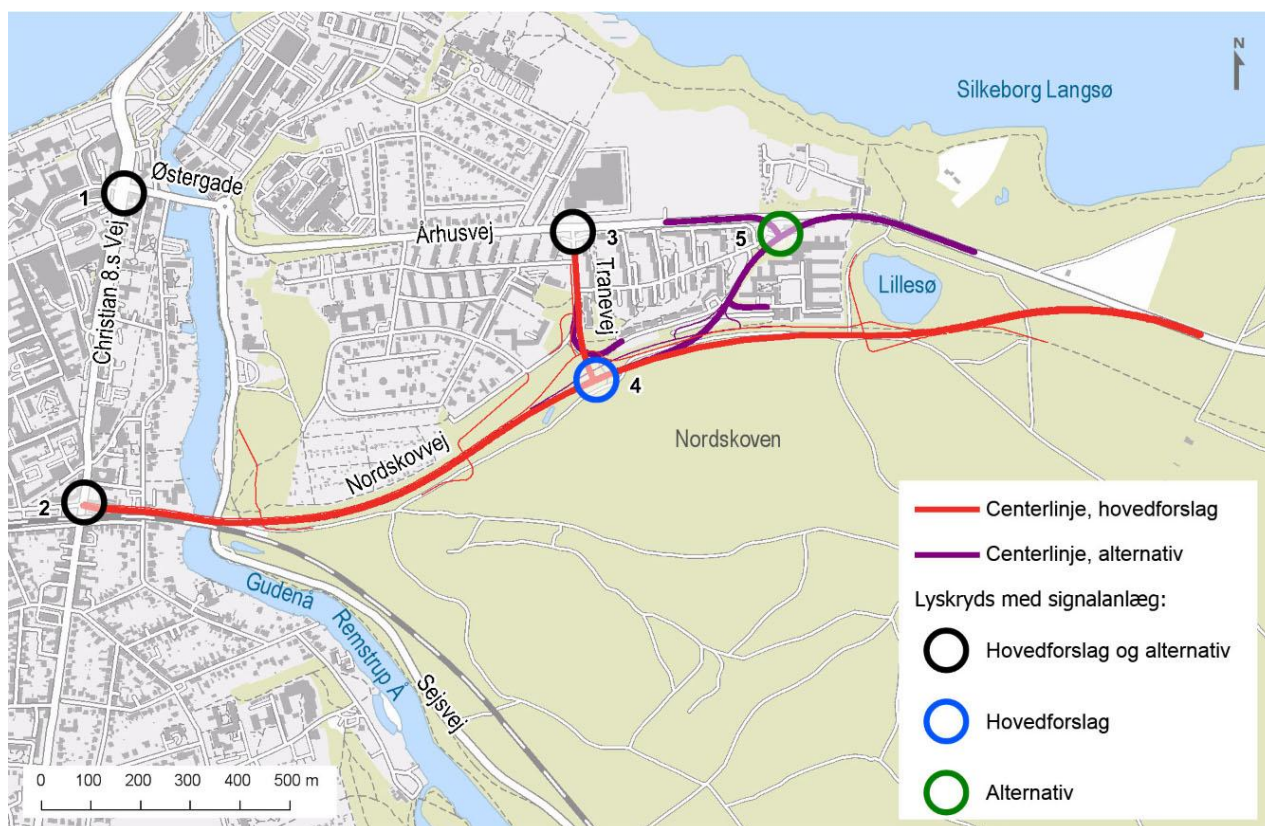 N
Silkeborg Langsø
Østergade
1
Århusvej
3
5
Tranevej
Lillesø
Christian 8.s.Vej
4
Nordskoven
Nordskovvej
2
Gudenå
Remstrup Å
Sejsvej
0 100 200 300 400 500 m
Centerlinje, hovedforslag
Centerlinje, alternativ
Lyskryds med signalanlæg:
Hovedforslag og alternativ
Hovedforslag
Alternativ